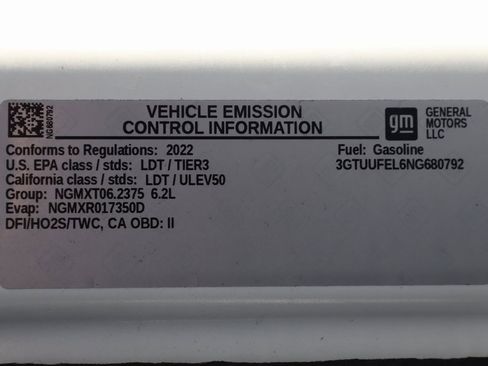 NG680792
VEHICLE EMISSION
CONTROL INFORMATION
gm
GENERAL
MOTORS
LLC
Conforms to Regulations: 2022
Fuel: Gasoline
U.S. EPA class / stds: LDT / TIER3
3GTUUFEL6NG680792
California class / stds: LDT / ULEV50
Group: NGMXT06.2375 6.2L
Evap: NGMXR017350D
DFI/HO2S/TWC, CA OBD: II